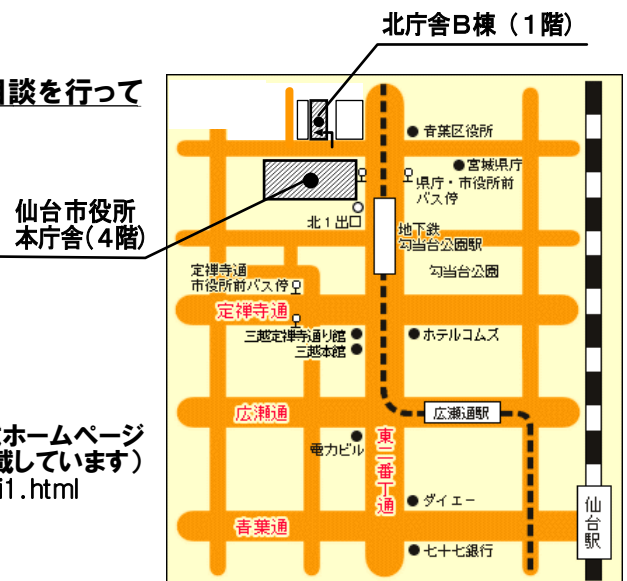 北庁舎B棟（1階）
談を行って
青葉区役所
宮城県庁
県庁・市役所前
バス停
仙台市役所
本庁舎（4階）
北1出口
地下鉄
勾当台公園駅
勾当台公園
定禅寺通
市役所前バス停
定禅寺通
三越定禅寺通り館
三越本館
ホテルコムズ
広瀬通
広瀬通駅
ホームページ
載しています）
i1.html
電力ビル
東二番丁通
ダイエー
仙台駅
青葉通
七十七銀行